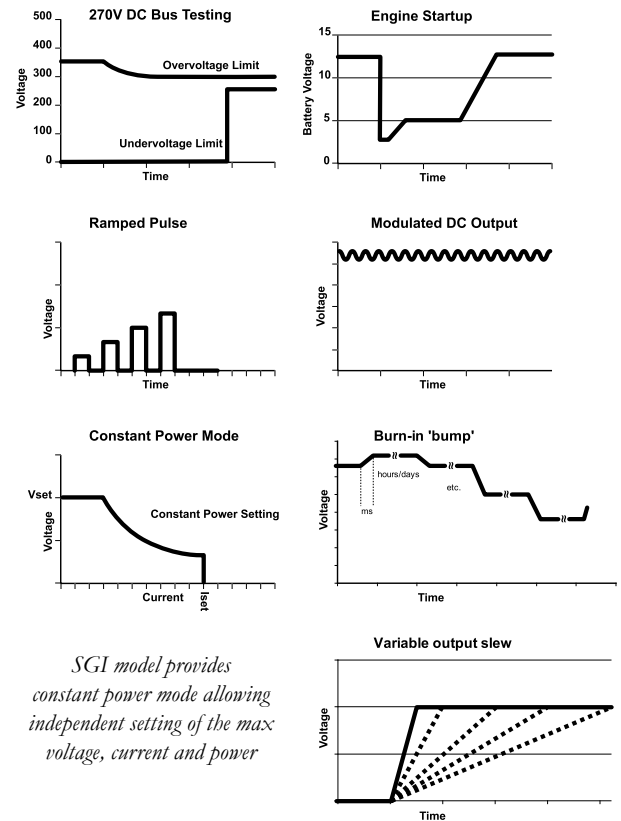 270V DC Bus Testing
500
400
300
200
100
0
Voltage
Overvoltage Limit
Undervoltage Limit
Time
Engine Startup
15
10
5
0
Battery Voltage
Time
Ramped Pulse
Voltage
Time
Modulated DC Output
Voltage
Time
Constant Power Mode
Vset
Voltage
Constant Power Setting
Current
Iset
Burn-in 'bump'
Voltage
hours/days
ms
etc.
Time
SGI model provides
constant power mode allowing
independent setting of the max
voltage, current and power
Variable output slew
Voltage
Time